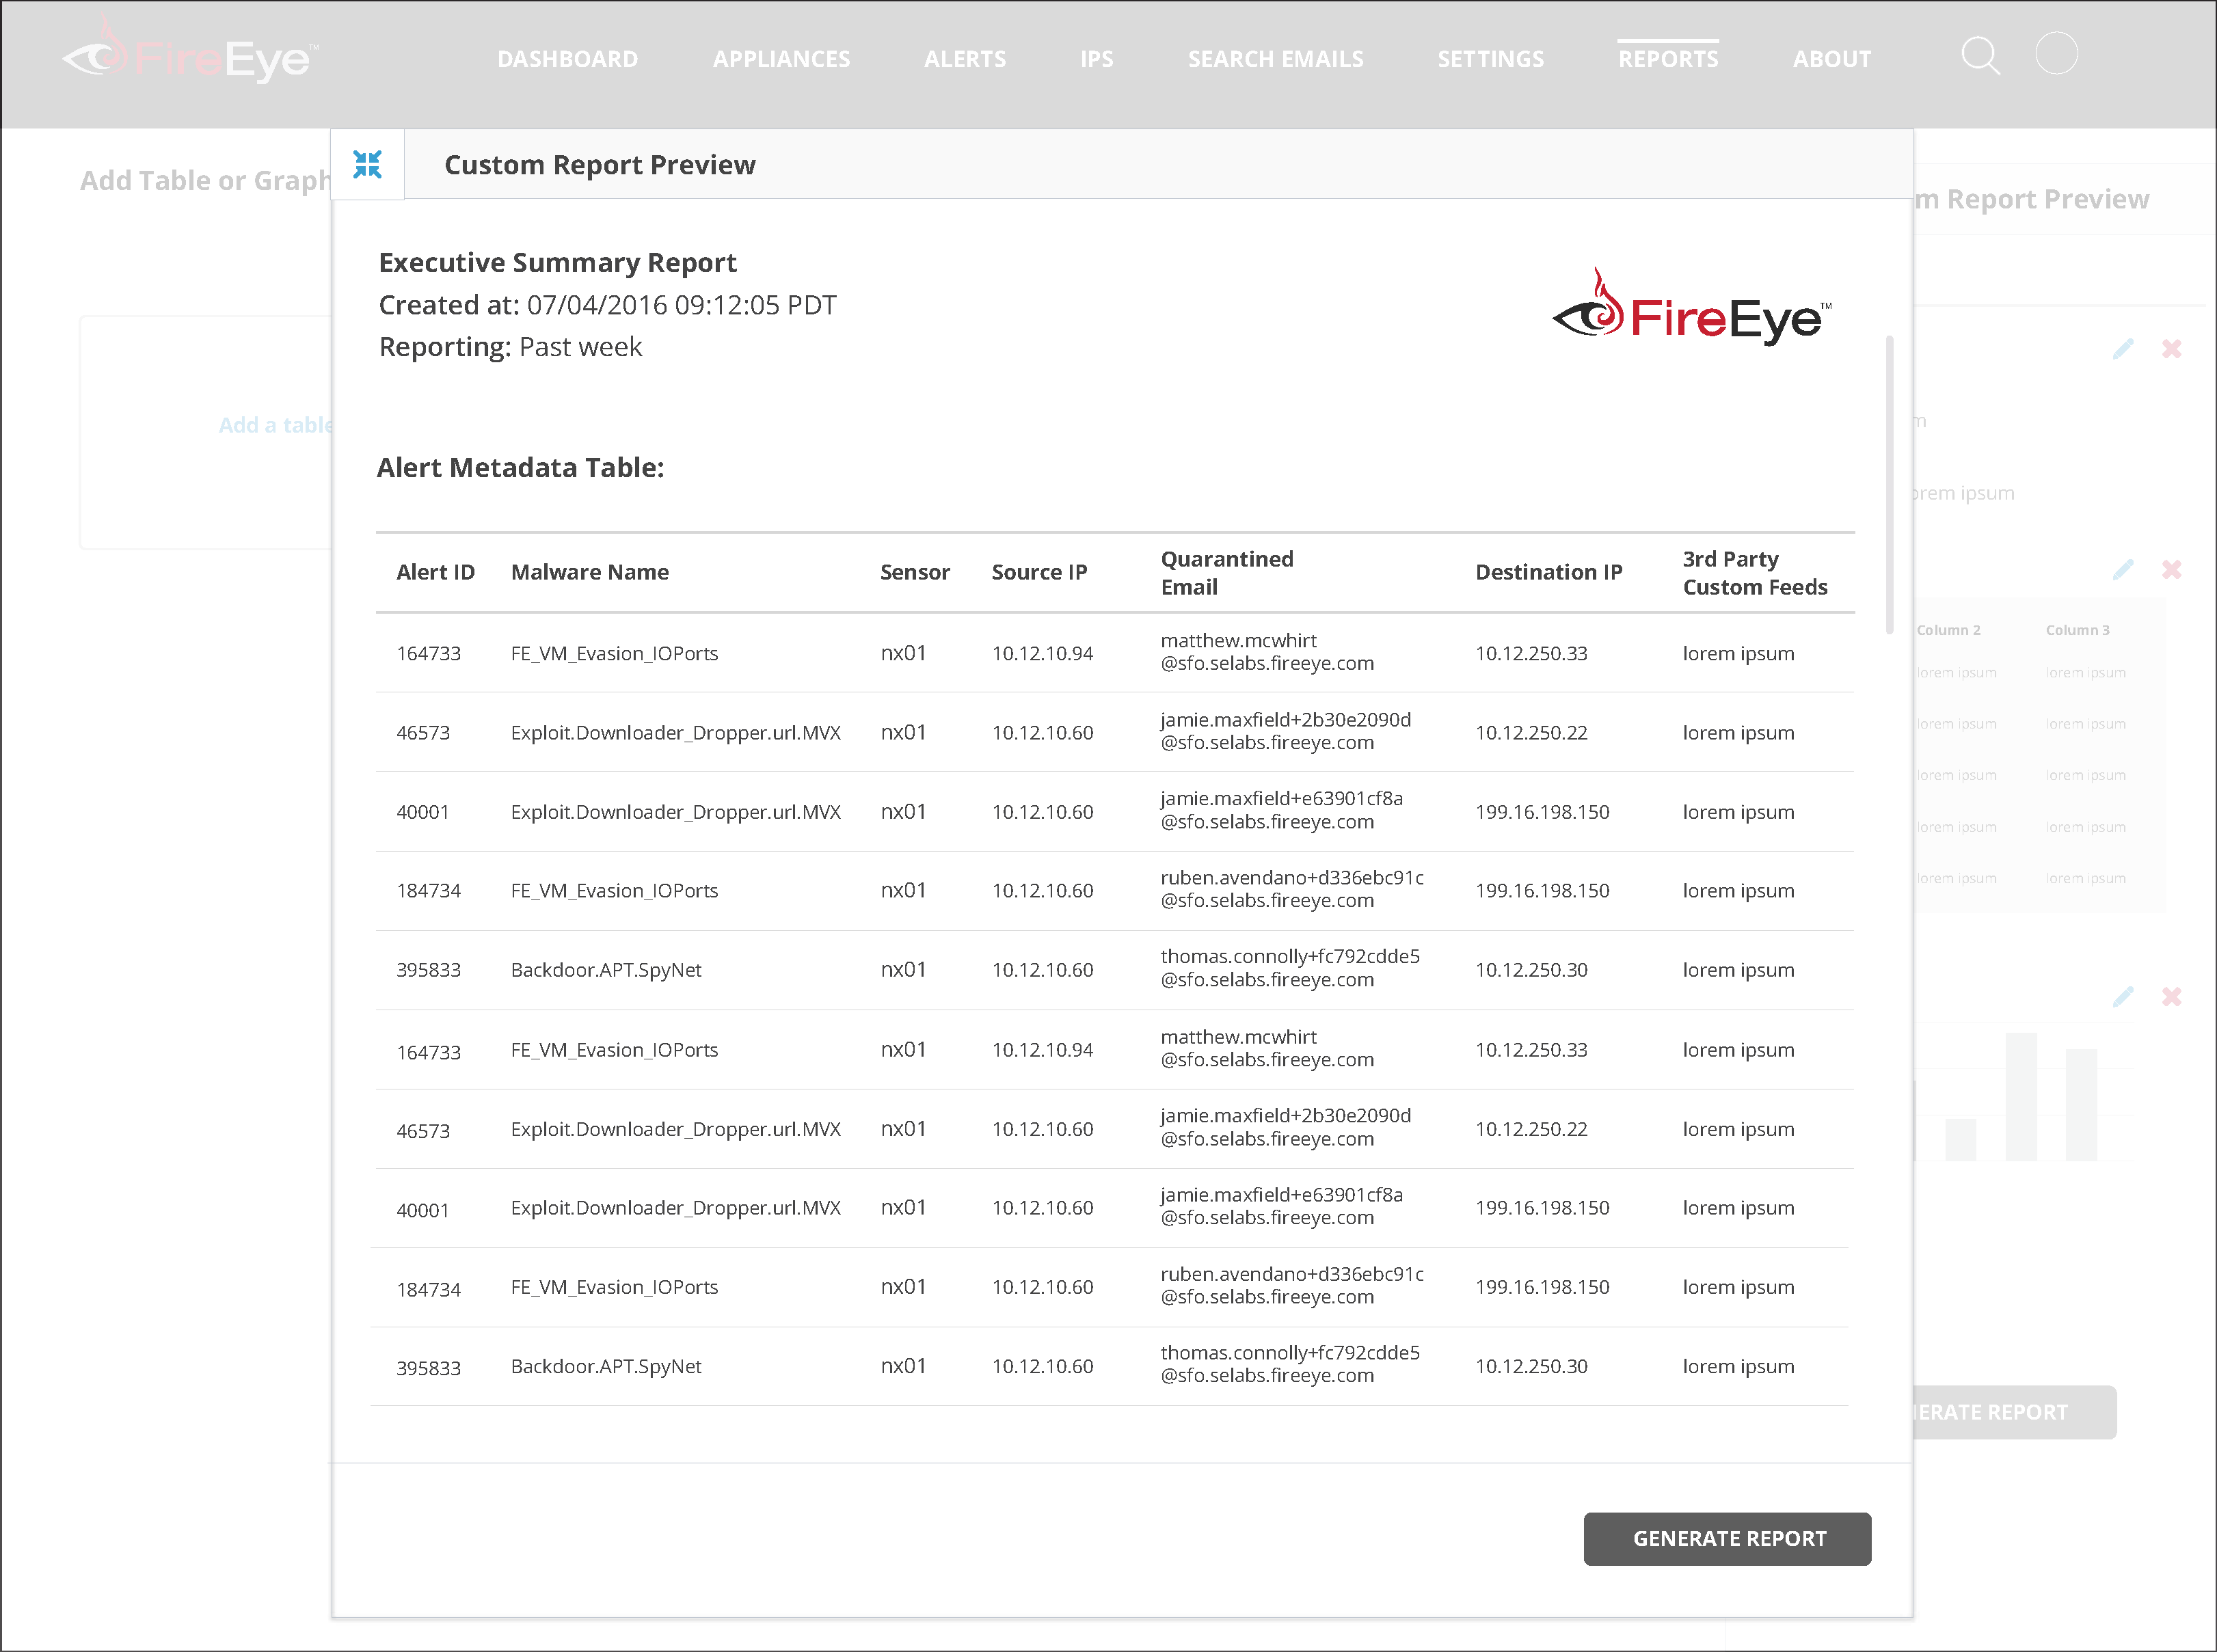 FireEye™
DASHBOARD APPLIANCES ALERTS IPS SEARCH EMAILS SETTINGS REPORTS ABOUT
Custom Report Preview
Add Table or Graph
Report Preview
Executive Summary Report
Created at: 07/04/2016 09:12:05 PDT
Reporting: Past week
FireEye™
Add a table
Alert Metadata Table:
ipsum
Alert ID Malware Name Sensor Source IP Quarantined Email Destination IP 3rd Party Custom Feeds
164733 FE_VM_Evasion_IOPorts nx01 10.12.10.94 matthew.mcwhirt @sfo.selabs.fireeye.com 10.12.250.33 lorem ipsum
46573 Exploit.Downloader_Dropper.url.MVX nx01 10.12.10.60 jamie.maxfield+2b30e2090d @sfo.selabs.fireeye.com 10.12.250.22 lorem ipsum
40001 Exploit.Downloader_Dropper.url.MVX nx01 10.12.10.60 jamie.maxfield+e63901cf8a @sfo.selabs.fireeye.com 199.16.198.150 lorem ipsum
184734 FE_VM_Evasion_IOPorts nx01 10.12.10.60 ruben.avendano+d336ebc91c @sfo.selabs.fireeye.com 199.16.198.150 lorem ipsum
395833 Backdoor.APT.SpyNet nx01 10.12.10.60 thomas.connolly+fc792cdde5 @sfo.selabs.fireeye.com 10.12.250.30 lorem ipsum
164733 FE_VM_Evasion_IOPorts nx01 10.12.10.94 matthew.mcwhirt @sfo.selabs.fireeye.com 10.12.250.33 lorem ipsum
46573 Exploit.Downloader_Dropper.url.MVX nx01 10.12.10.60 jamie.maxfield+2b30e2090d @sfo.selabs.fireeye.com 10.12.250.22 lorem ipsum
40001 Exploit.Downloader_Dropper.url.MVX nx01 10.12.10.60 jamie.maxfield+e63901cf8a @sfo.selabs.fireeye.com 199.16.198.150 lorem ipsum
184734 FE_VM_Evasion_IOPorts nx01 10.12.10.60 ruben.avendano+d336ebc91c @sfo.selabs.fireeye.com 199.16.198.150 lorem ipsum
395833 Backdoor.APT.SpyNet nx01 10.12.10.60 thomas.connolly+fc792cdde5 @sfo.selabs.fireeye.com 10.12.250.30 lorem ipsum
Column 2 Column 3
lorem ipsum lorem ipsum
lorem ipsum lorem ipsum
lorem ipsum lorem ipsum
lorem ipsum lorem ipsum
lorem ipsum lorem ipsum
REPORT
GENERATE REPORT